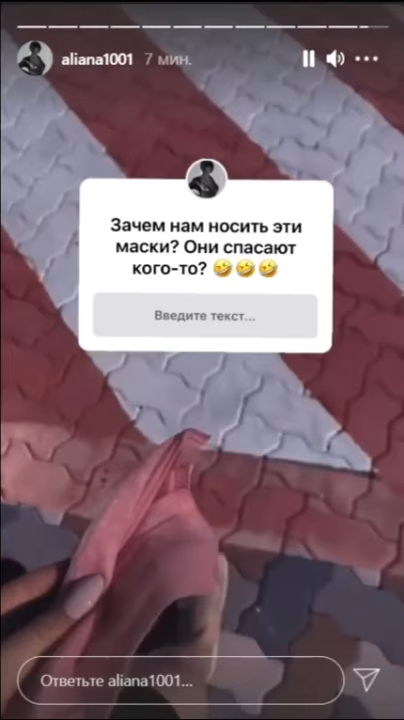 aliana1001 7 мин.
Зачем нам носить эти
маски? Они спасают
кого-то? 🤣🤣🤣
Введите текст...
Ответьте aliana1001...